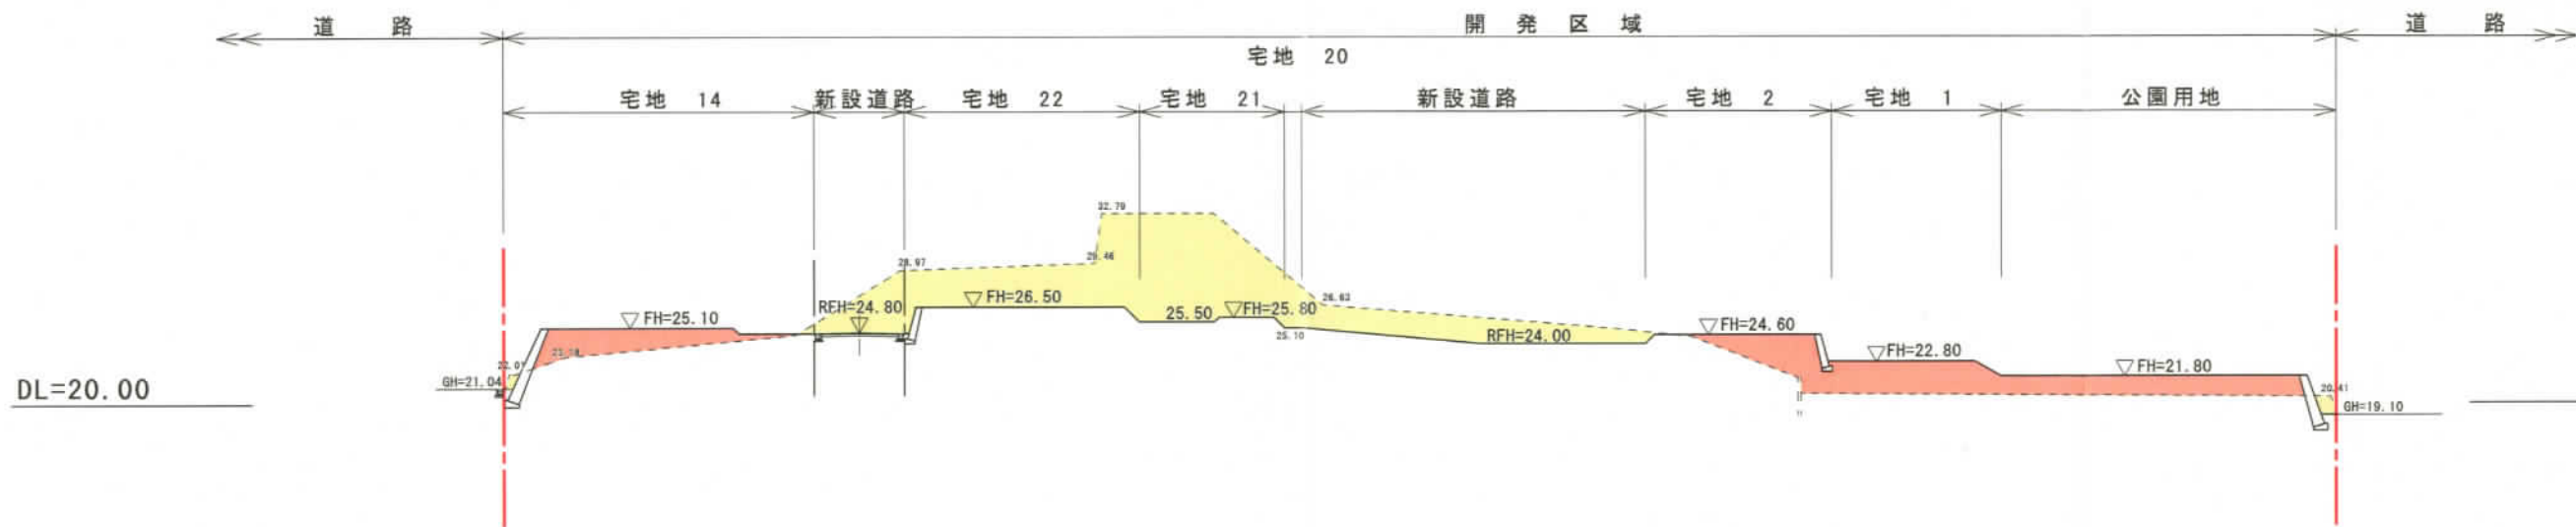 道 路
開 発 区 域
道 路
宅地 20
宅地 14
新設道路
宅地 22
宅地 21
新設道路
宅地 2
宅地 1
公園用地
32.79
28.97
29.46
26.63
RFH=24.80
FH=26.50
25.50
FH=25.80
25.10
FH=25.10
RFH=24.00
FH=24.60
FH=22.80
FH=21.80
GH=21.04
20.41
GH=19.10
DL=20.00